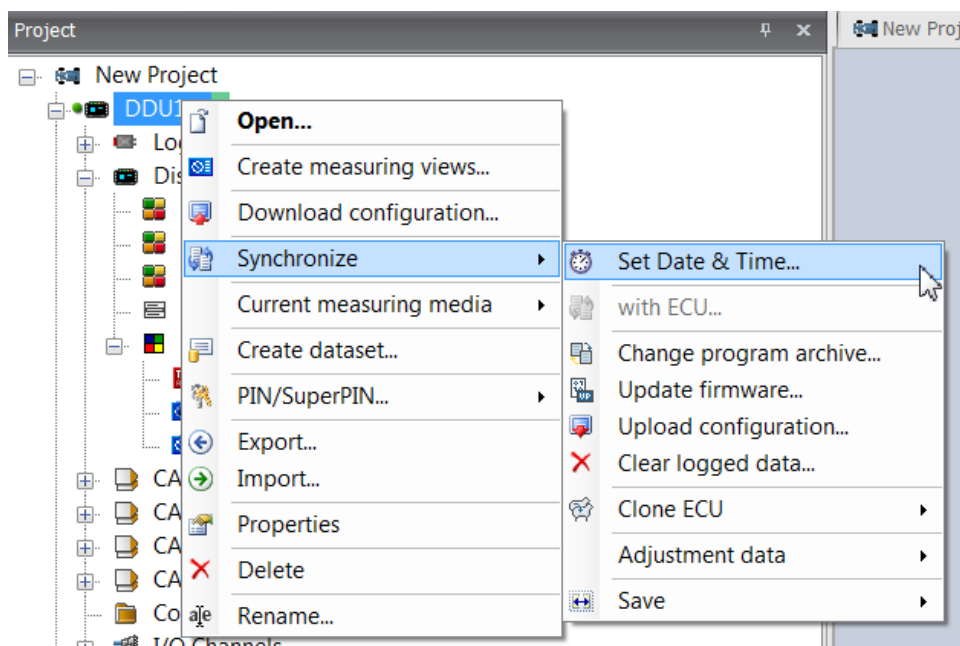 Project
New Proj
New Project
DDU1
Open...
Create measuring views...
Download configuration...
Synchronize
Current measuring media
Create dataset...
PIN/SuperPIN...
Export...
Import...
Properties
Delete
Rename...
Set Date & Time...
with ECU...
Change program archive...
Update firmware...
Upload configuration...
Clear logged data...
Clone ECU
Adjustment data
Save
Lo
Dis
CA
CA
CA
CA
Co
I/O Channels